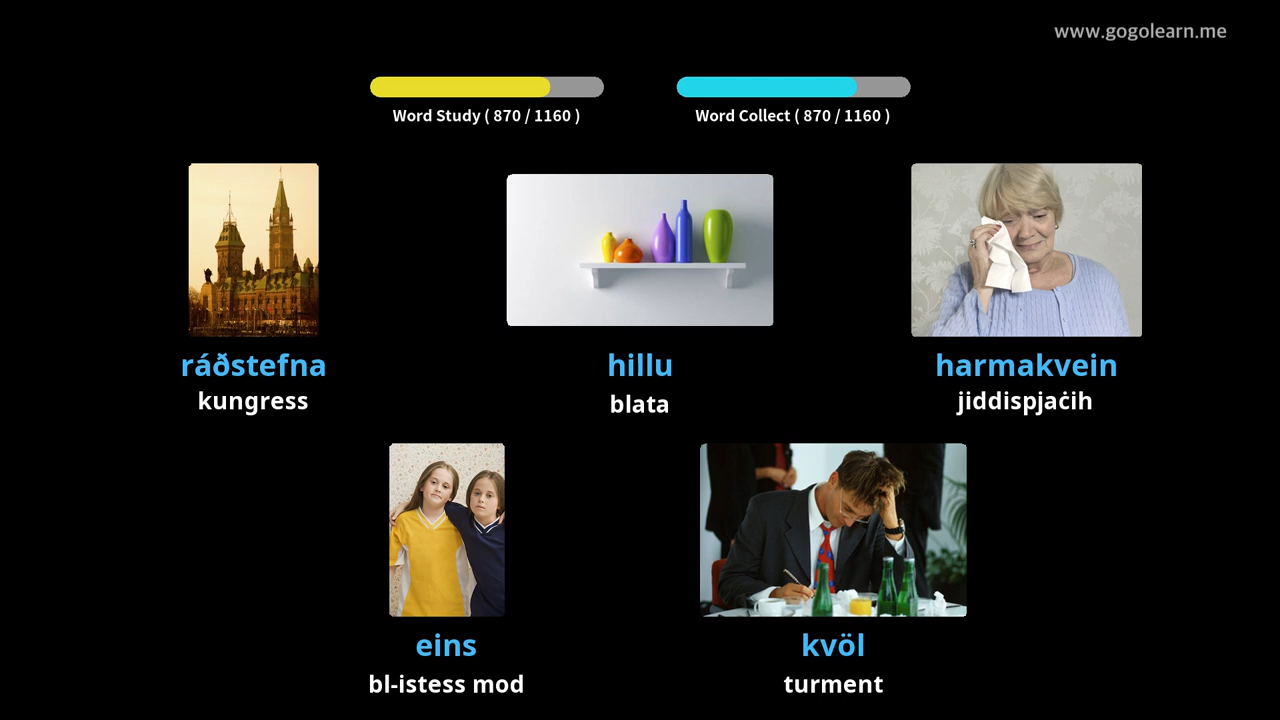 www.gogolearn.me
Word Study ( 870 / 1160 )
Word Collect ( 870 / 1160 )
ráðstefna
kungress
hillu
blata
harmakvein
jiddispjaċih
eins
bl-istess mod
kvöl
turment